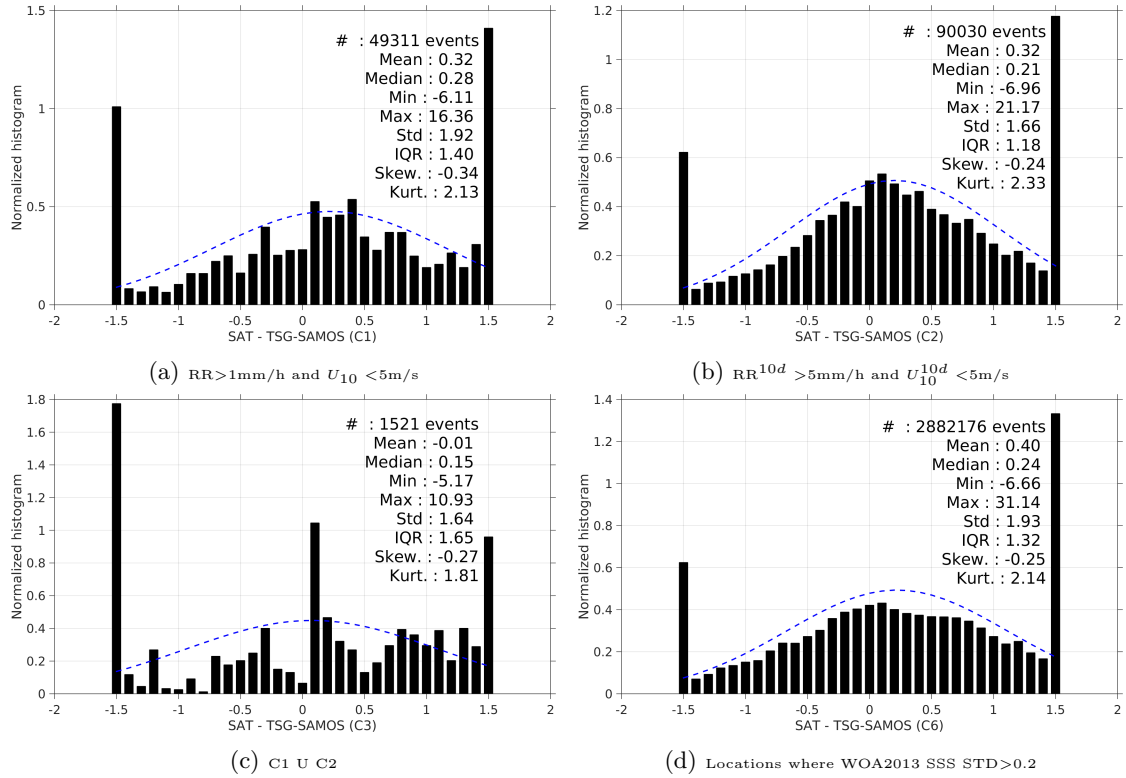 1.5
1
0.5
0
Normalized histogram
-2
-1.5
-1
-0.5
0
0.5
1
1.5
2
SAT - TSG-SAMOS (C1)
# : 49311 events
Mean : 0.32
Median : 0.28
Min : -6.11
Max : 16.36
Std : 1.92
IQR : 1.40
Skew. : -0.34
Kurt. : 2.13
(a) RR>1mm/h and U10 <5m/s
1.2
1
0.8
0.6
0.4
0.2
0
Normalized histogram
-2
-1.5
-1
-0.5
0
0.5
1
1.5
2
SAT - TSG-SAMOS (C2)
# : 90030 events
Mean : 0.32
Median : 0.21
Min : -6.96
Max : 21.17
Std : 1.66
IQR : 1.18
Skew. : -0.24
Kurt. : 2.33
(b) RR^10d >5mm/h and U_10^10d <5m/s
1.8
1.6
1.4
1.2
1
0.8
0.6
0.4
0.2
0
Normalized histogram
-2
-1.5
-1
-0.5
0
0.5
1
1.5
2
SAT - TSG-SAMOS (C3)
# : 1521 events
Mean : -0.01
Median : 0.15
Min : -5.17
Max : 10.93
Std : 1.64
IQR : 1.65
Skew. : -0.27
Kurt. : 1.81
(c) C1 U C2
1.4
1.2
1
0.8
0.6
0.4
0.2
0
Normalized histogram
-2
-1.5
-1
-0.5
0
0.5
1
1.5
2
SAT - TSG-SAMOS (C6)
# : 2882176 events
Mean : 0.40
Median : 0.24
Min : -6.66
Max : 31.14
Std : 1.93
IQR : 1.32
Skew. : -0.25
Kurt. : 2.14
(d) Locations where WOA2013 SSS STD>0.2